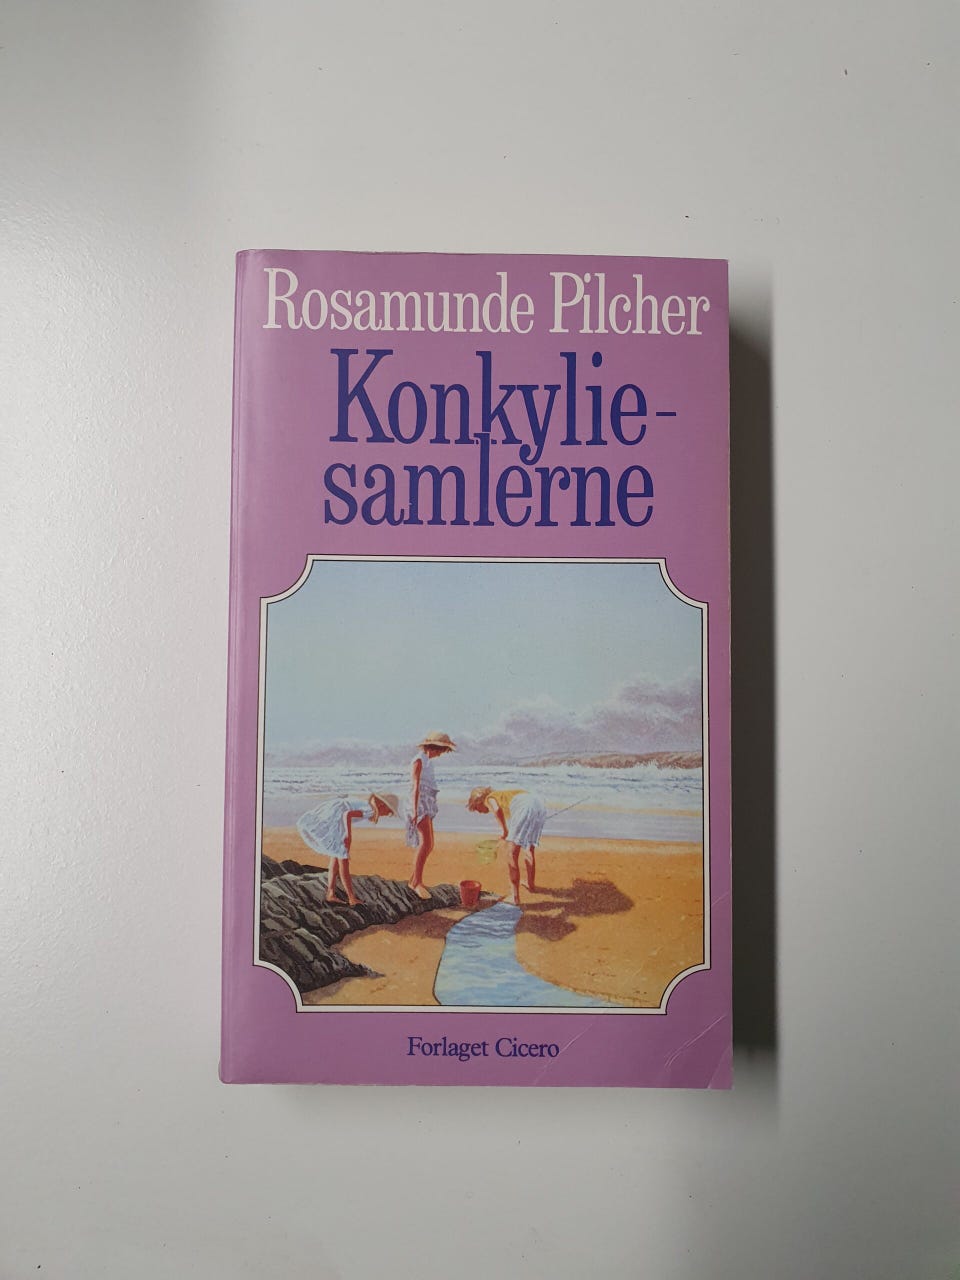 Rosamunde Pilcher
Konkylie-
samlerne
Forlaget Cicero